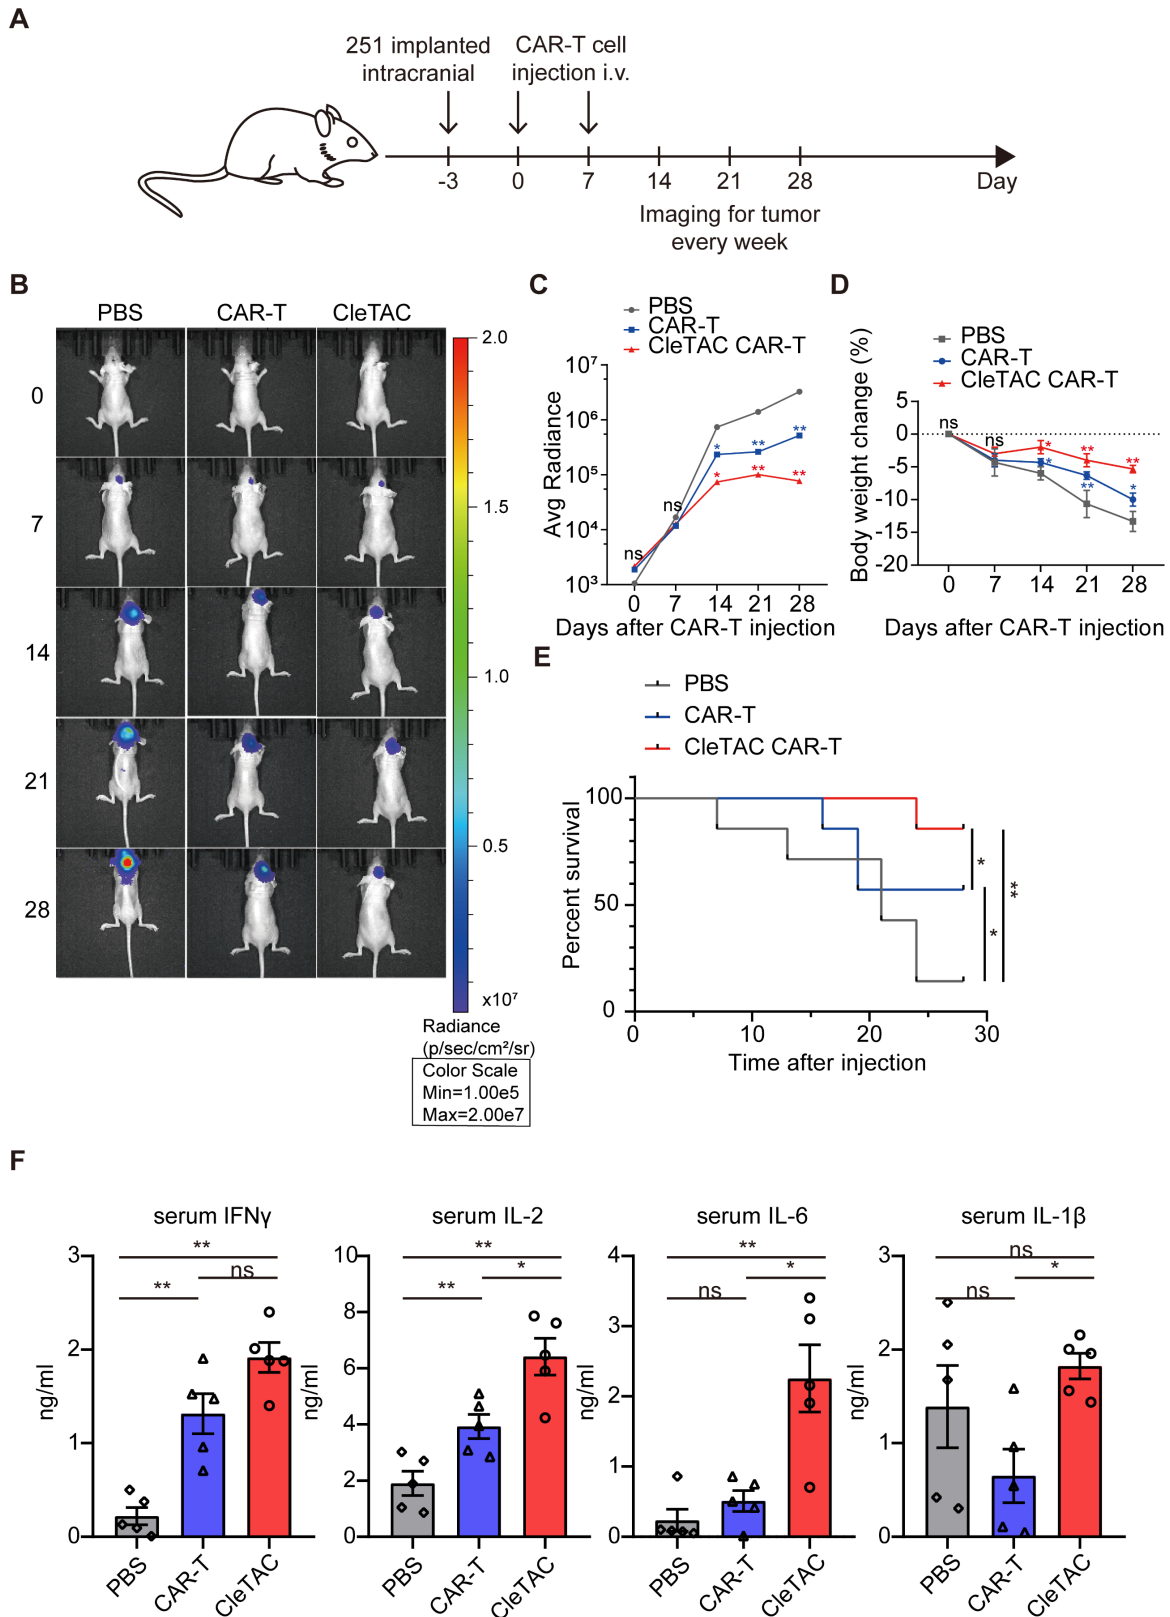 A
251 implanted
intracranial
CAR-T cell
injection i.v.
-3
0
7
14
21
28
Day
Imaging for tumor
every week
B
PBS
CAR-T
CleTAC
0
7
14
21
28
2.0
1.5
1.0
0.5
x10⁷
Radiance
(p/sec/cm²/sr)
Color Scale
Min=1.00e5
Max=2.00e7
C
PBS
CAR-T
CleTAC CAR-T
Avg Radiance
10⁷
10⁶
10⁵
10⁴
10³
ns
ns
*
**
**
*
**
**
0
7
14
21
28
Days after CAR-T injection
D
PBS
CAR-T
CleTAC CAR-T
Body weight change (%)
5
0
-5
-10
-15
-20
ns
ns
*
**
**
*
**
*
0
7
14
21
28
Days after CAR-T injection
E
PBS
CAR-T
CleTAC CAR-T
Percent survival
100
50
0
*
*
**
0
10
20
30
Time after injection
F
serum IFNγ
ng/ml
3
2
1
0
**
ns
**
PBS
CAR-T
CleTAC
serum IL-2
ng/ml
10
8
6
4
2
0
**
*
**
PBS
CAR-T
CleTAC
serum IL-6
ng/ml
4
3
2
1
0
**
*
ns
PBS
CAR-T
CleTAC
serum IL-1β
ng/ml
3
2
1
0
ns
*
ns
PBS
CAR-T
CleTAC